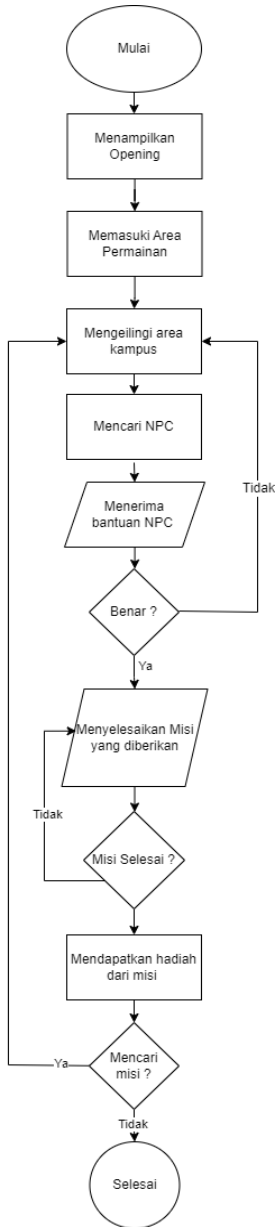 Mulai
Menampilkan
Opening
Memasuki Area
Permainan
Mengeilingi area
kampus
Mencari NPC
Tidak
Menerima
bantuan NPC
Benar ?
Ya
Menyelesaikan Misi
yang diberikan
Tidak
Misi Selesai ?
Mendapatkan hadiah
dari misi
Ya
Mencari
misi ?
Tidak
Selesai